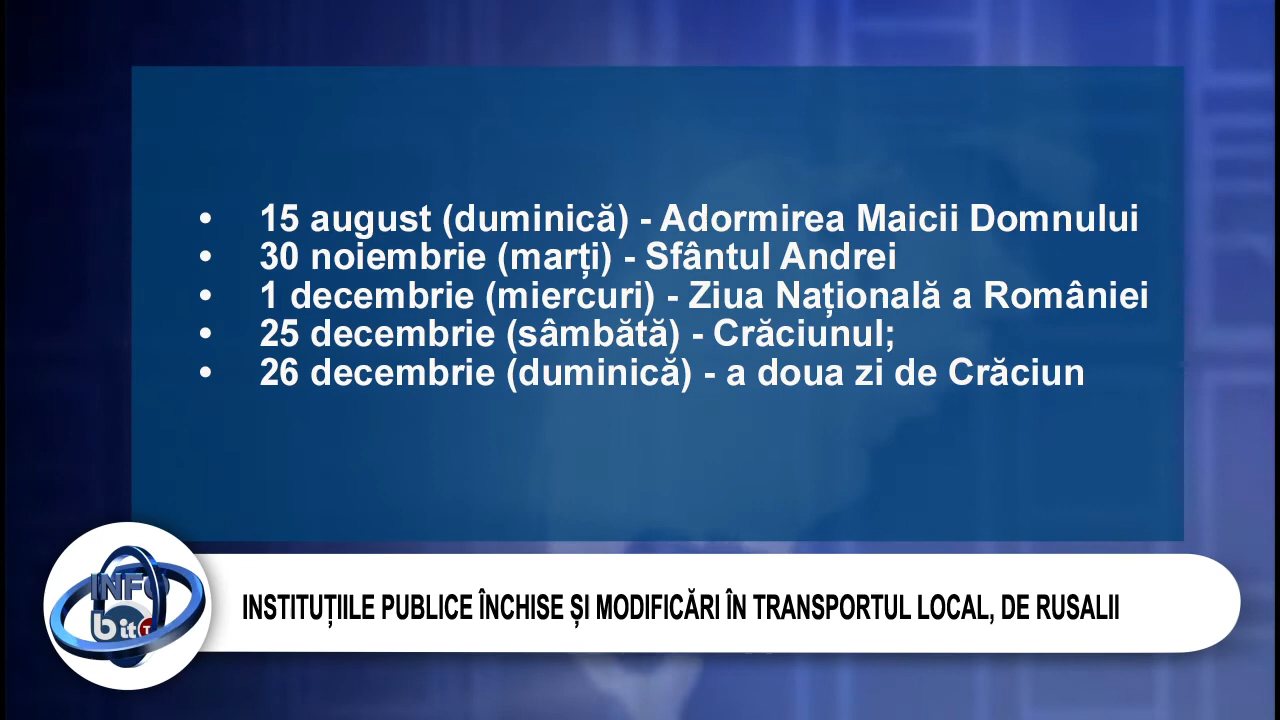 • 15 august (duminică) - Adormirea Maicii Domnului
• 30 noiembrie (marți) - Sfântul Andrei
• 1 decembrie (miercuri) - Ziua Națională a României
• 25 decembrie (sâmbătă) - Crăciunul;
• 26 decembrie (duminică) - a doua zi de Crăciun
INFO
bit T
INSTITUȚIILE PUBLICE ÎNCHISE ȘI MODIFICĂRI ÎN TRANSPORTUL LOCAL, DE RUSALII